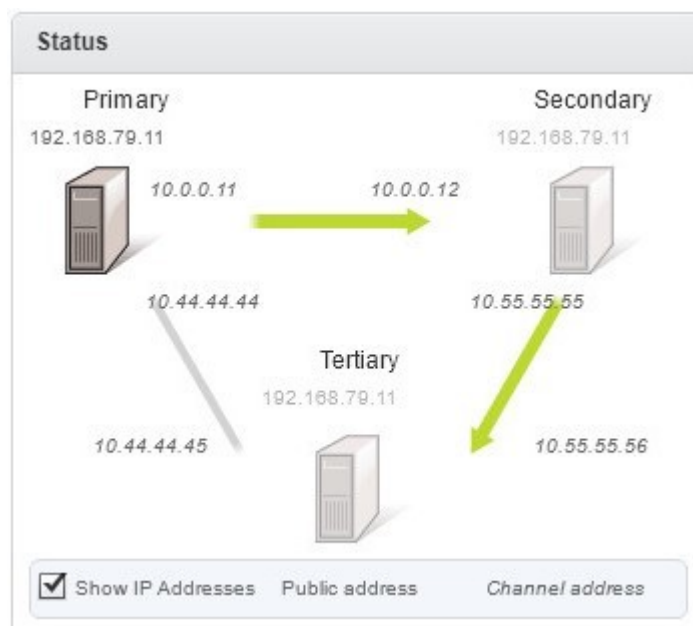 Status
Primary
Secondary
192.168.79.11
192.168.79.11
10.0.0.11
10.0.0.12
10.44.44.44
10.55.55.55
Tertiary
192.168.79.11
10.44.44.45
10.55.55.56
Show IP Addresses
Public address
Channel address